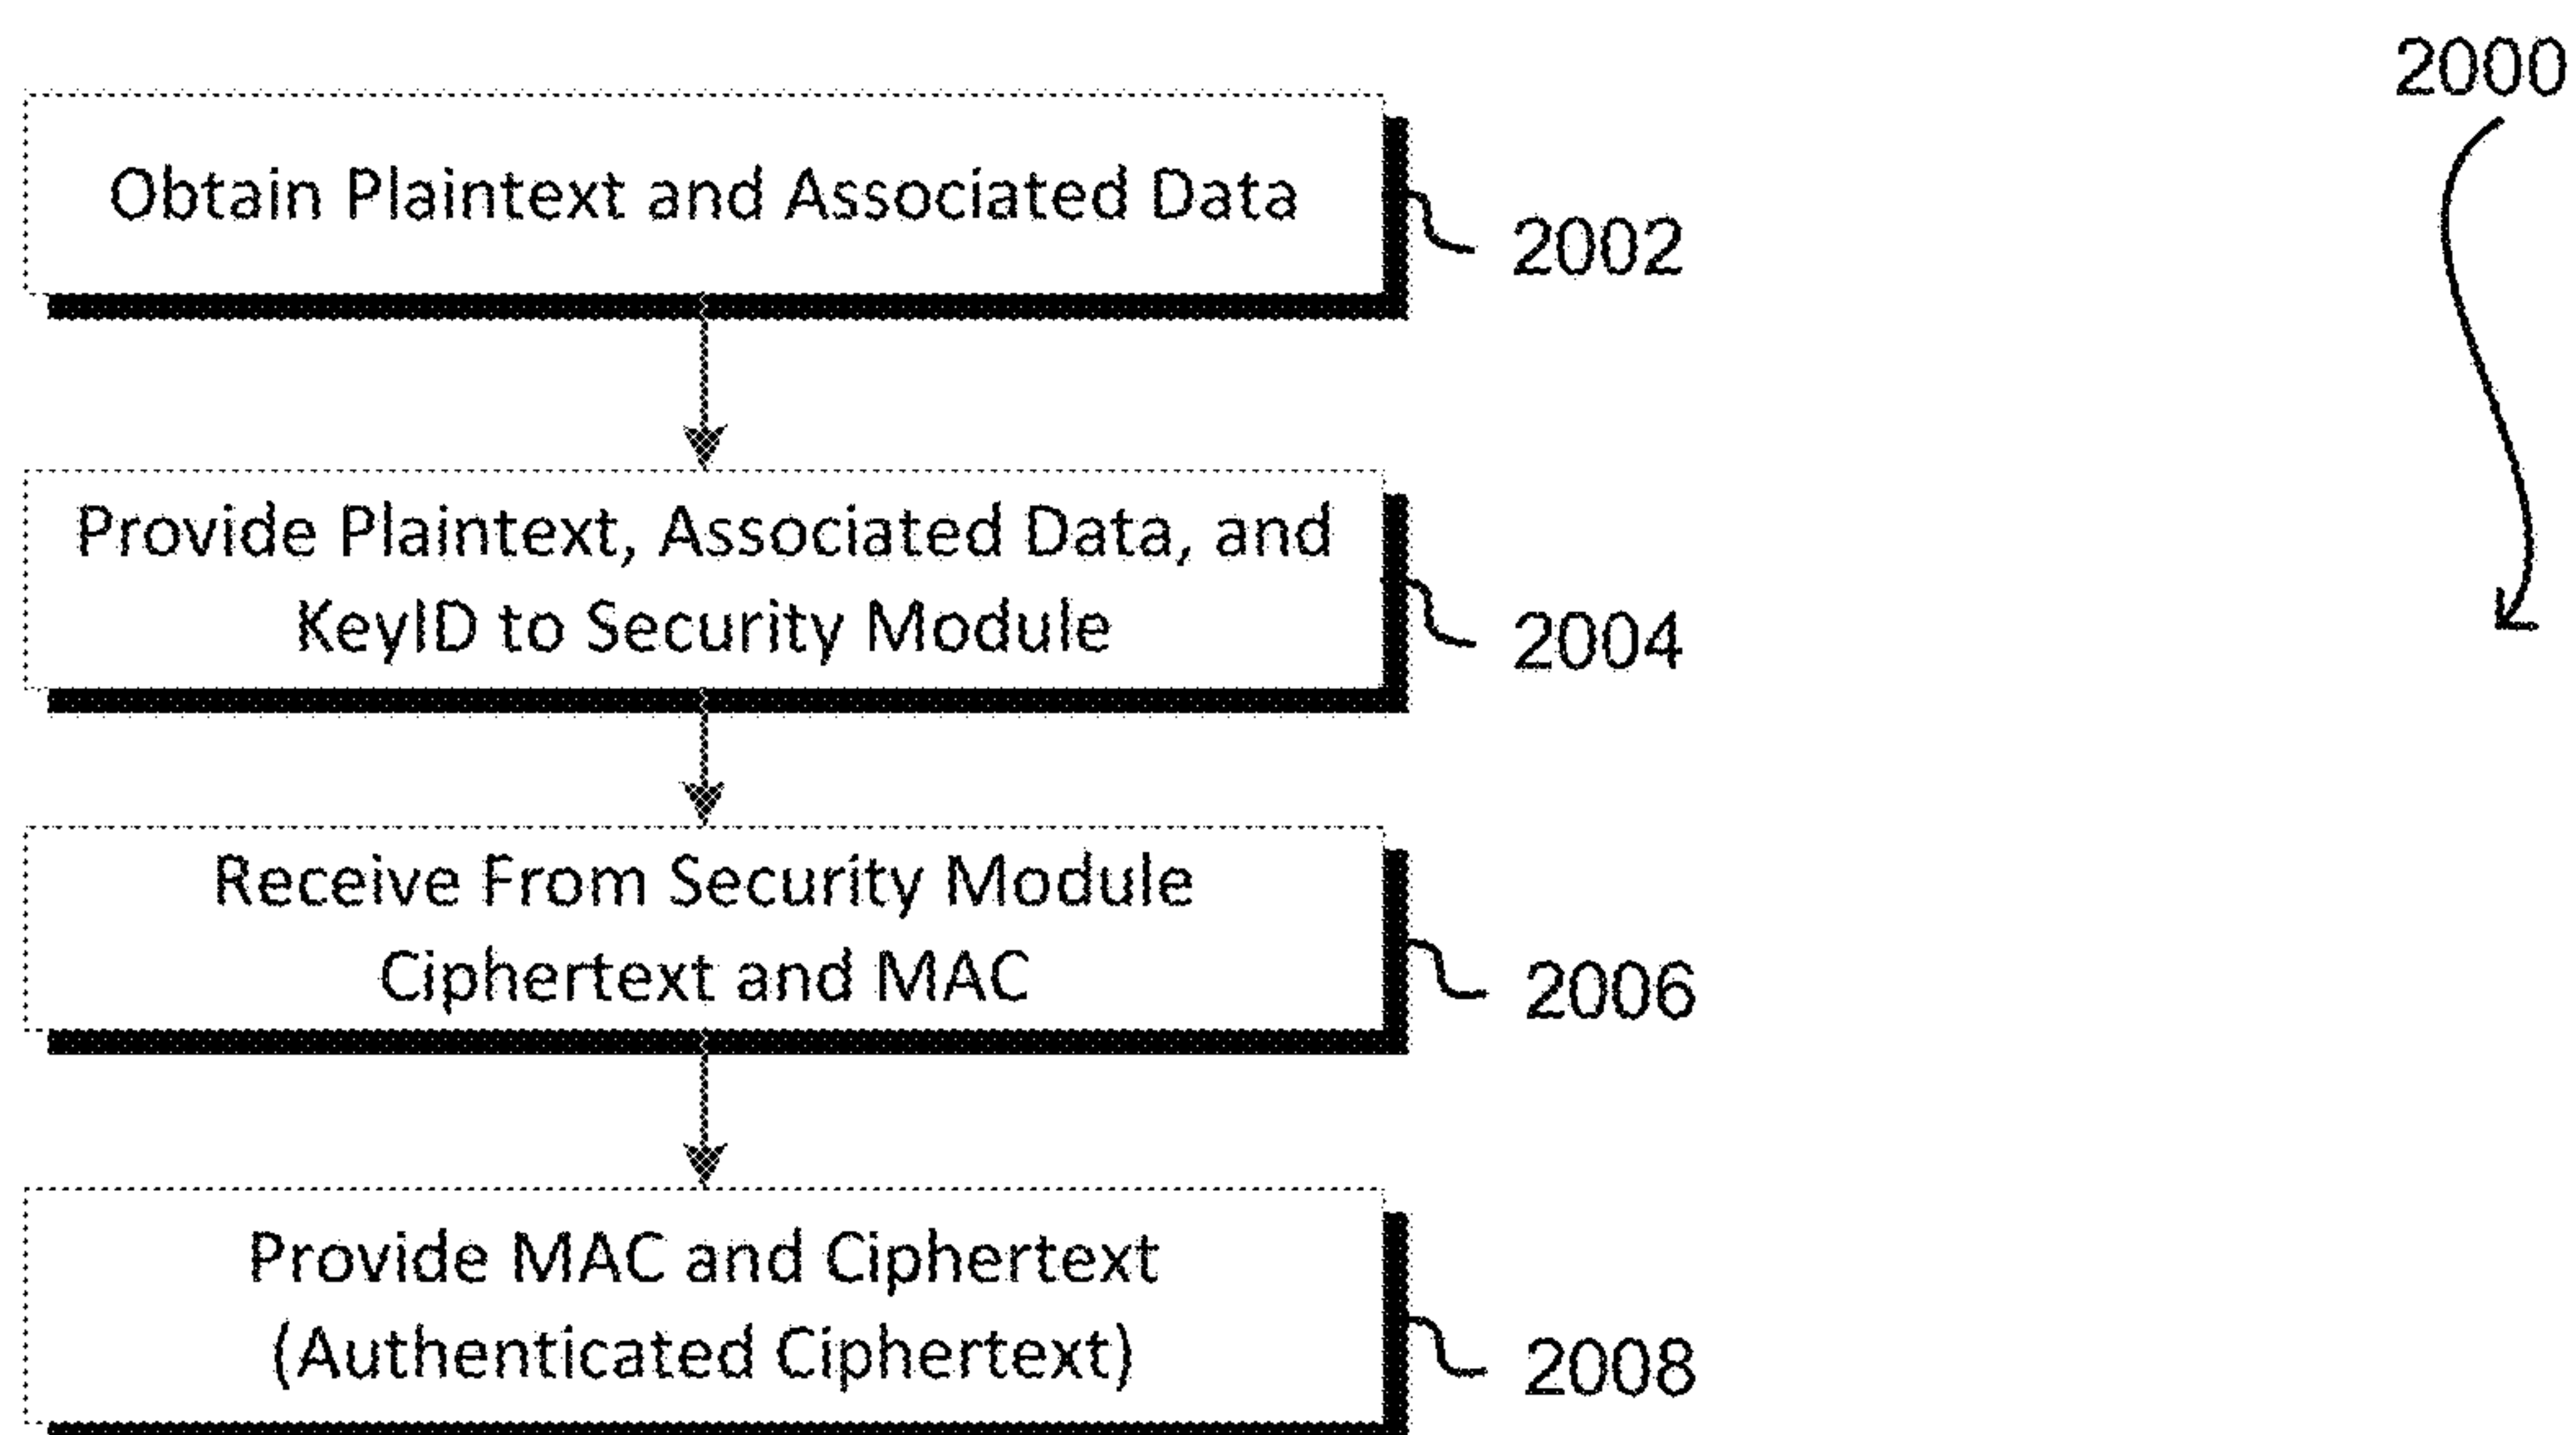 2000
Obtain Plaintext and Associated Data
2002
Provide Plaintext, Associated Data, and
KeyID to Security Module
2004
Receive From Security Module
Ciphertext and MAC
2006
Provide MAC and Ciphertext
(Authenticated Ciphertext)
2008